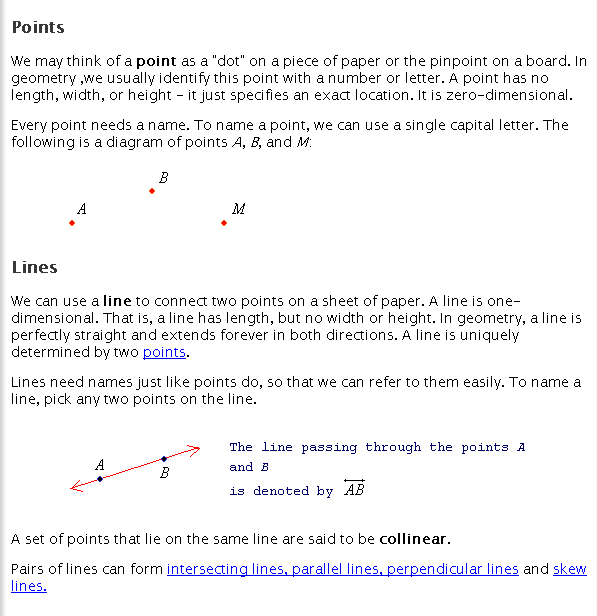 Points
We may think of a point as a "dot" on a piece of paper or the pinpoint on a board. In
geometry ,we usually identify this point with a number or letter. A point has no
length, width, or height – it just specifies an exact location. It is zero-dimensional.
Every point needs a name. To name a point, we can use a single capital letter. The
following is a diagram of points A, B, and M:
B
A
M
Lines
We can use a line to connect two points on a sheet of paper. A line is one-
dimensional. That is, a line has length, but no width or height. In geometry, a line is
perfectly straight and extends forever in both directions. A line is uniquely
determined by two points.
Lines need names just like points do, so that we can refer to them easily. To name a
line, pick any two points on the line.
A
B
The line passing through the points A
and B
is denoted by AB
A set of points that lie on the same line are said to be collinear.
Pairs of lines can form intersecting lines, parallel lines, perpendicular lines and skew
lines.